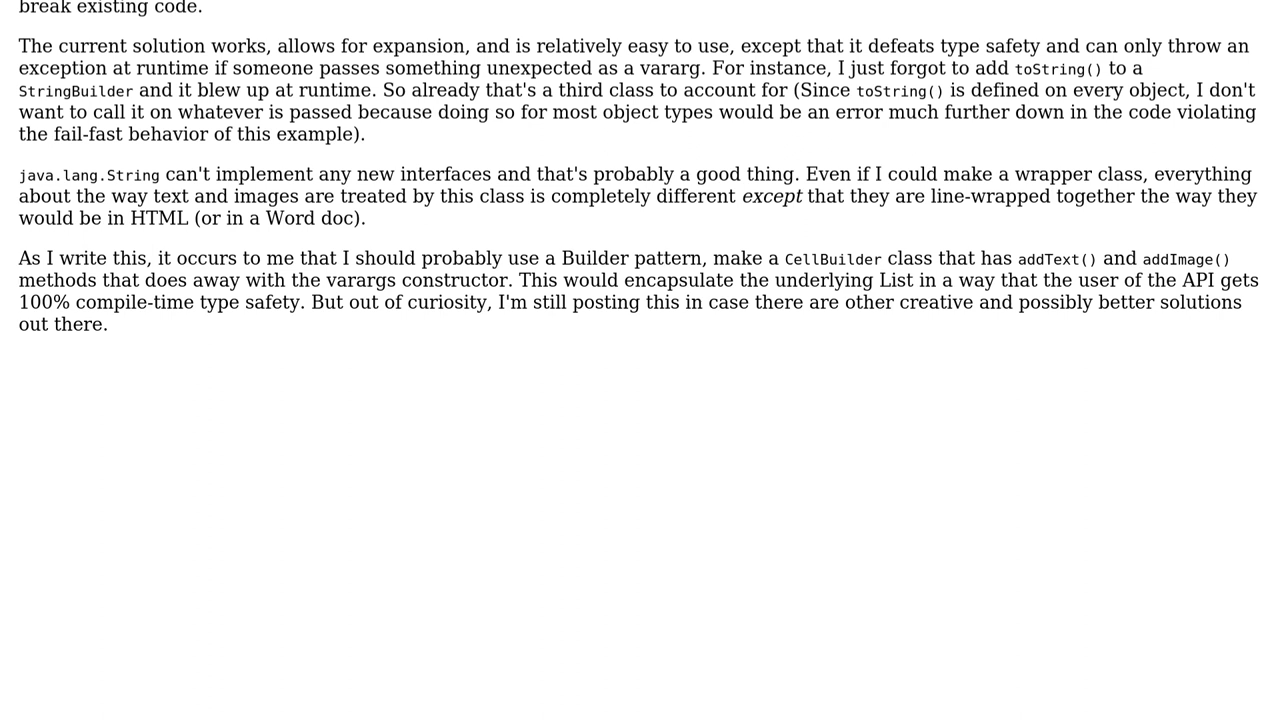 break existing code.
The current solution works, allows for expansion, and is relatively easy to use, except that it defeats type safety and can only throw an
exception at runtime if someone passes something unexpected as a vararg. For instance, I just forgot to add toString() to a
StringBuilder and it blew up at runtime. So already that's a third class to account for (Since toString() is defined on every object, I don't
want to call it on whatever is passed because doing so for most object types would be an error much further down in the code violating
the fail-fast behavior of this example).
java.lang.String can't implement any new interfaces and that's probably a good thing. Even if I could make a wrapper class, everything
about the way text and images are treated by this class is completely different except that they are line-wrapped together the way they
would be in HTML (or in a Word doc).
As I write this, it occurs to me that I should probably use a Builder pattern, make a CellBuilder class that has addText() and addImage()
methods that does away with the varargs constructor. This would encapsulate the underlying List in a way that the user of the API gets
100% compile-time type safety. But out of curiosity, I'm still posting this in case there are other creative and possibly better solutions
out there.